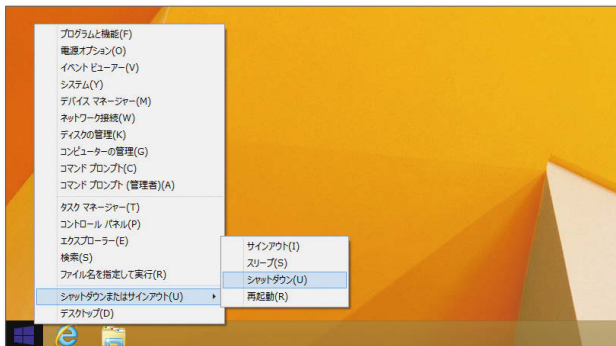 プログラムと機能(F)
電源オプション(O)
イベント ビューアー(V)
システム(Y)
デバイス マネージャー(M)
ネットワーク接続(W)
ディスクの管理(K)
コンピューターの管理(G)
コマンド プロンプト(C)
コマンド プロンプト (管理者)(A)
タスク マネージャー(T)
コントロール パネル(P)
エクスプローラー(E)
検索(S)
ファイル名を指定して実行(R)
シャットダウンまたはサインアウト(U)
デスクトップ(D)
サインアウト(I)
スリープ(S)
シャットダウン(U)
再起動(R)